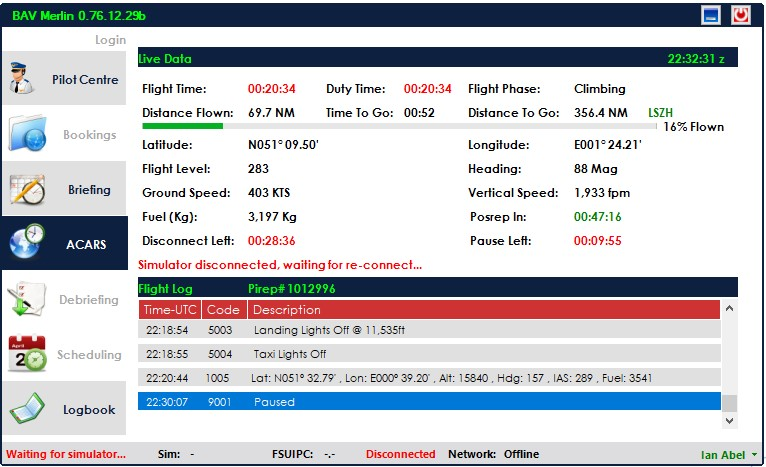 BAV Merlin 0.76.12.29b
Login
Pilot Centre
Bookings
Briefing
ACARS
Debriefing
Scheduling
Logbook
Live Data 22:32:31 z
Flight Time: 00:20:34 Duty Time: 00:20:34 Flight Phase: Climbing
Distance Flown: 69.7 NM Time To Go: 00:52 Distance To Go: 356.4 NM LSZH
16% Flown
Latitude: N051° 09.50' Longitude: E001° 24.21'
Flight Level: 283 Heading: 88 Mag
Ground Speed: 403 KTS Vertical Speed: 1,933 fpm
Fuel (Kg): 3,197 Kg Posrep In: 00:47:16
Disconnect Left: 00:28:36 Pause Left: 00:09:55
Simulator disconnected, waiting for re-connect...
Flight Log Pirep# 1012996
Time-UTC Code Description
22:18:54 5003 Landing Lights Off @ 11,535ft
22:18:55 5004 Taxi Lights Off
22:20:44 1005 Lat: N051° 32.79' , Lon: E000° 39.20' , Alt: 15840 , Hdg: 157 , IAS: 289 , Fuel: 3541
22:30:07 9001 Paused
Waiting for simulator... Sim: - FSUIPC: -.- Disconnected Network: Offline Ian Abel
April
2